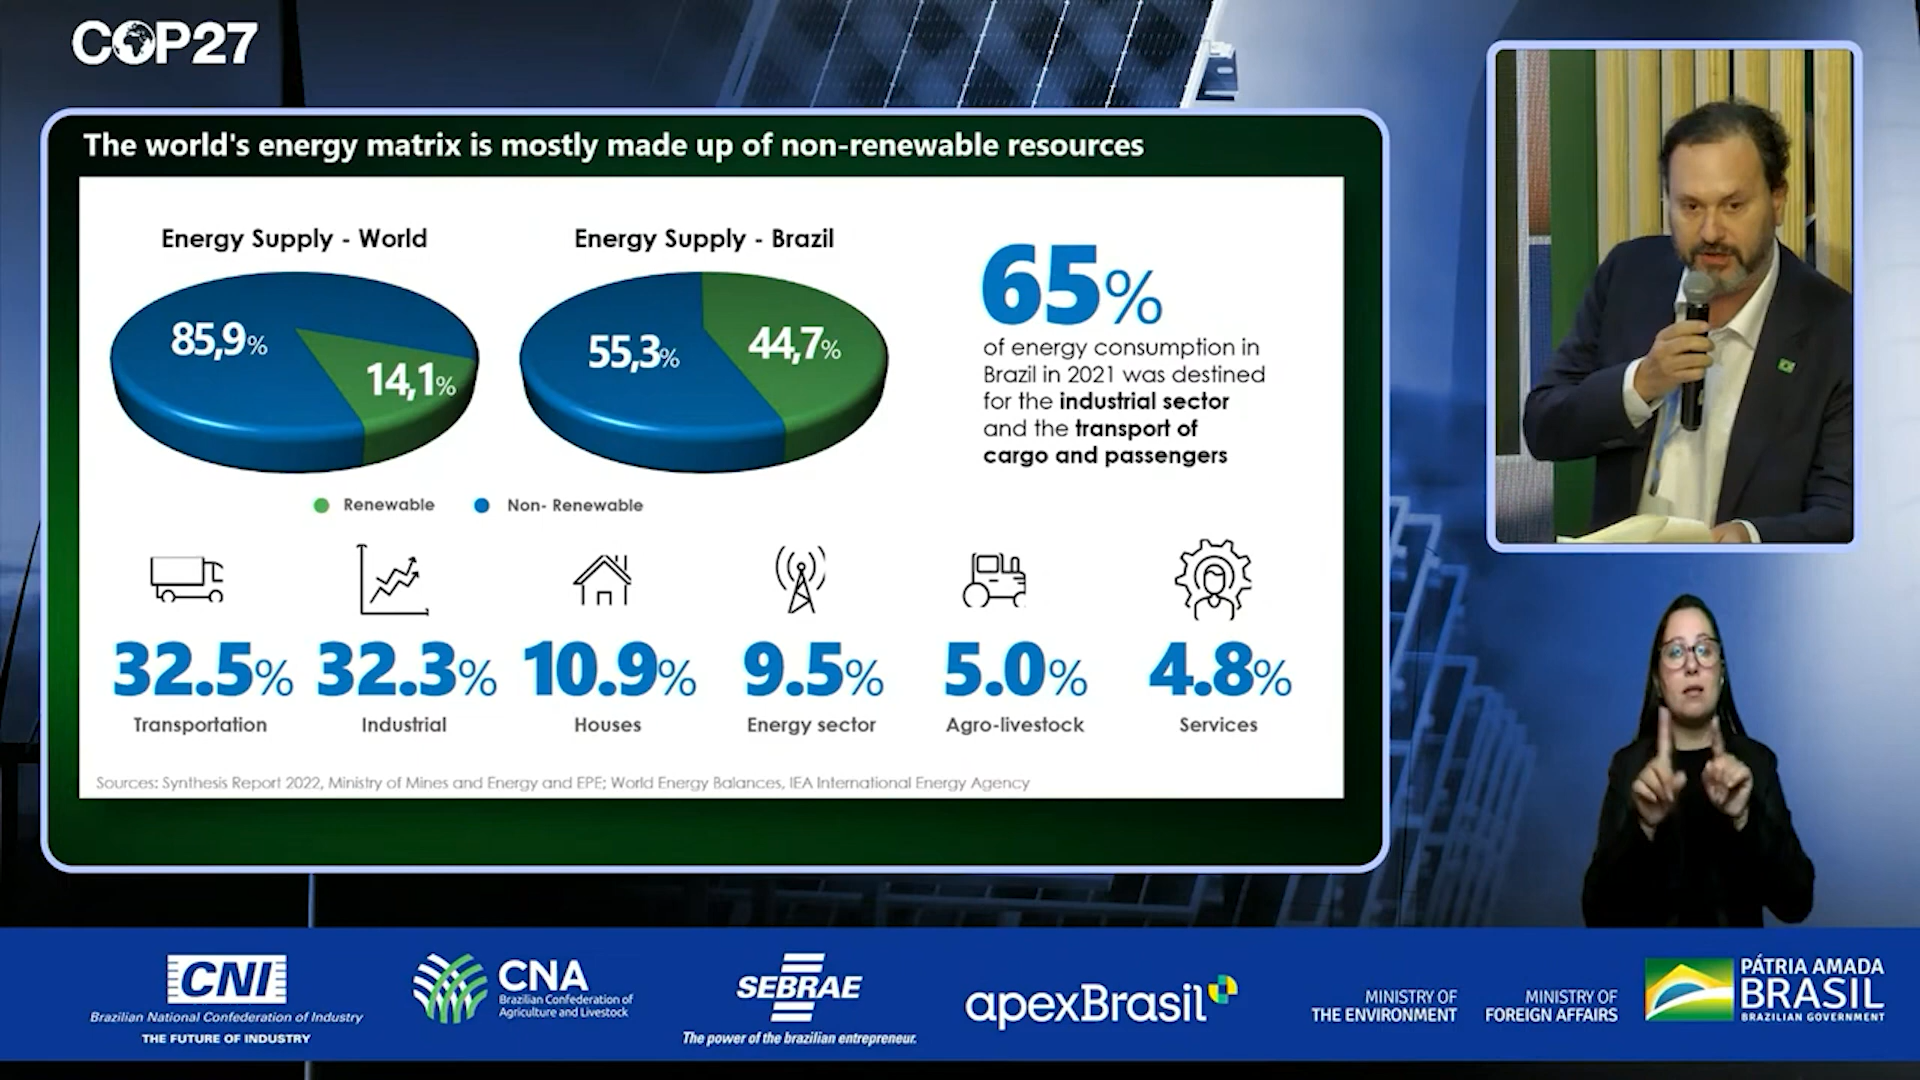 COP27
The world's energy matrix is mostly made up of non-renewable resources
Energy Supply - World
Energy Supply - Brazil
85,9%
14,1%
55,3%
44,7%
65%
of energy consumption in
Brazil in 2021 was destined
for the industrial sector
and the transport of
cargo and passengers
Renewable
Non- Renewable
32.5%
32.3%
10.9%
9.5%
5.0%
4.8%
Transportation
Industrial
Houses
Energy sector
Agro-livestock
Services
Sources: Synthesis Report 2022, Ministry of Mines and Energy and EPE; World Energy Balances, IEA International Energy Agency
CNI
Brazilian National Confederation of Industry
THE FUTURE OF INDUSTRY
CNA
Brazilian Confederation of
Agriculture and Livestock
SEBRAE
The power of the brazilian entrepreneur.
apexBrasil
MINISTRY OF
THE ENVIRONMENT
MINISTRY OF
FOREIGN AFFAIRS
PÁTRIA AMADA
BRASIL
BRAZILIAN GOVERNMENT